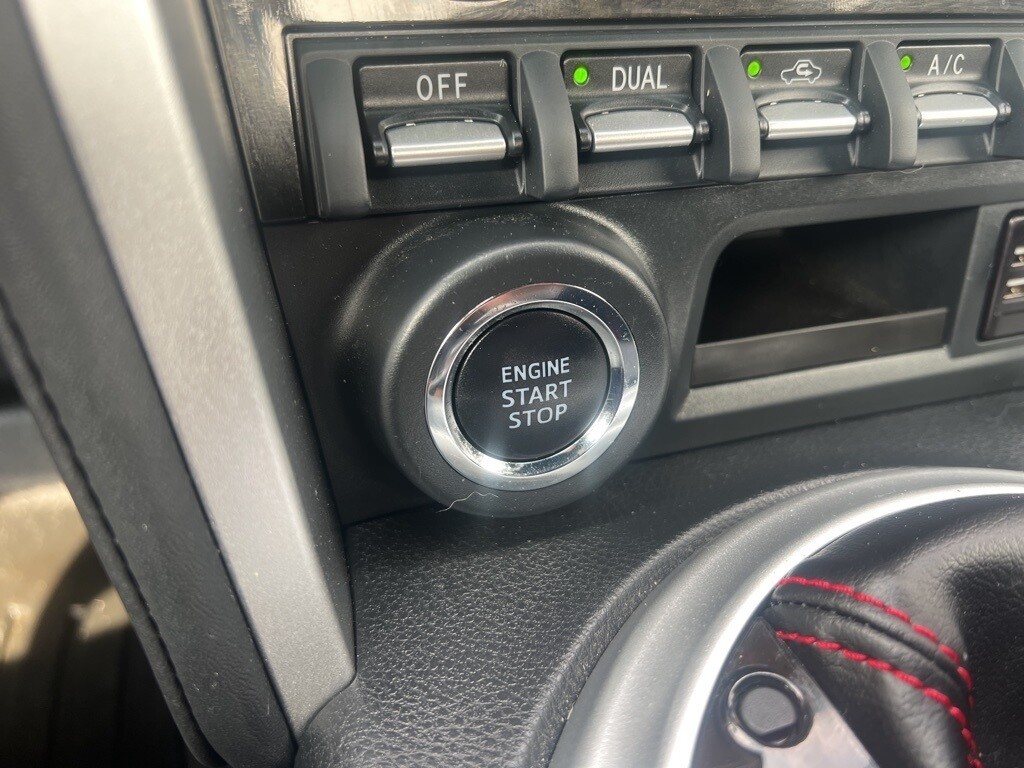 OFF DUAL A/C
ENGINE
START
STOP